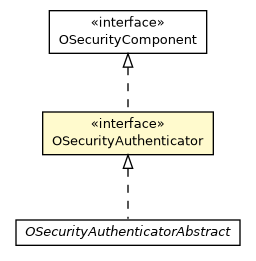 «interface»
OSecurityComponent
«interface»
OSecurityAuthenticator
OSecurityAuthenticatorAbstract